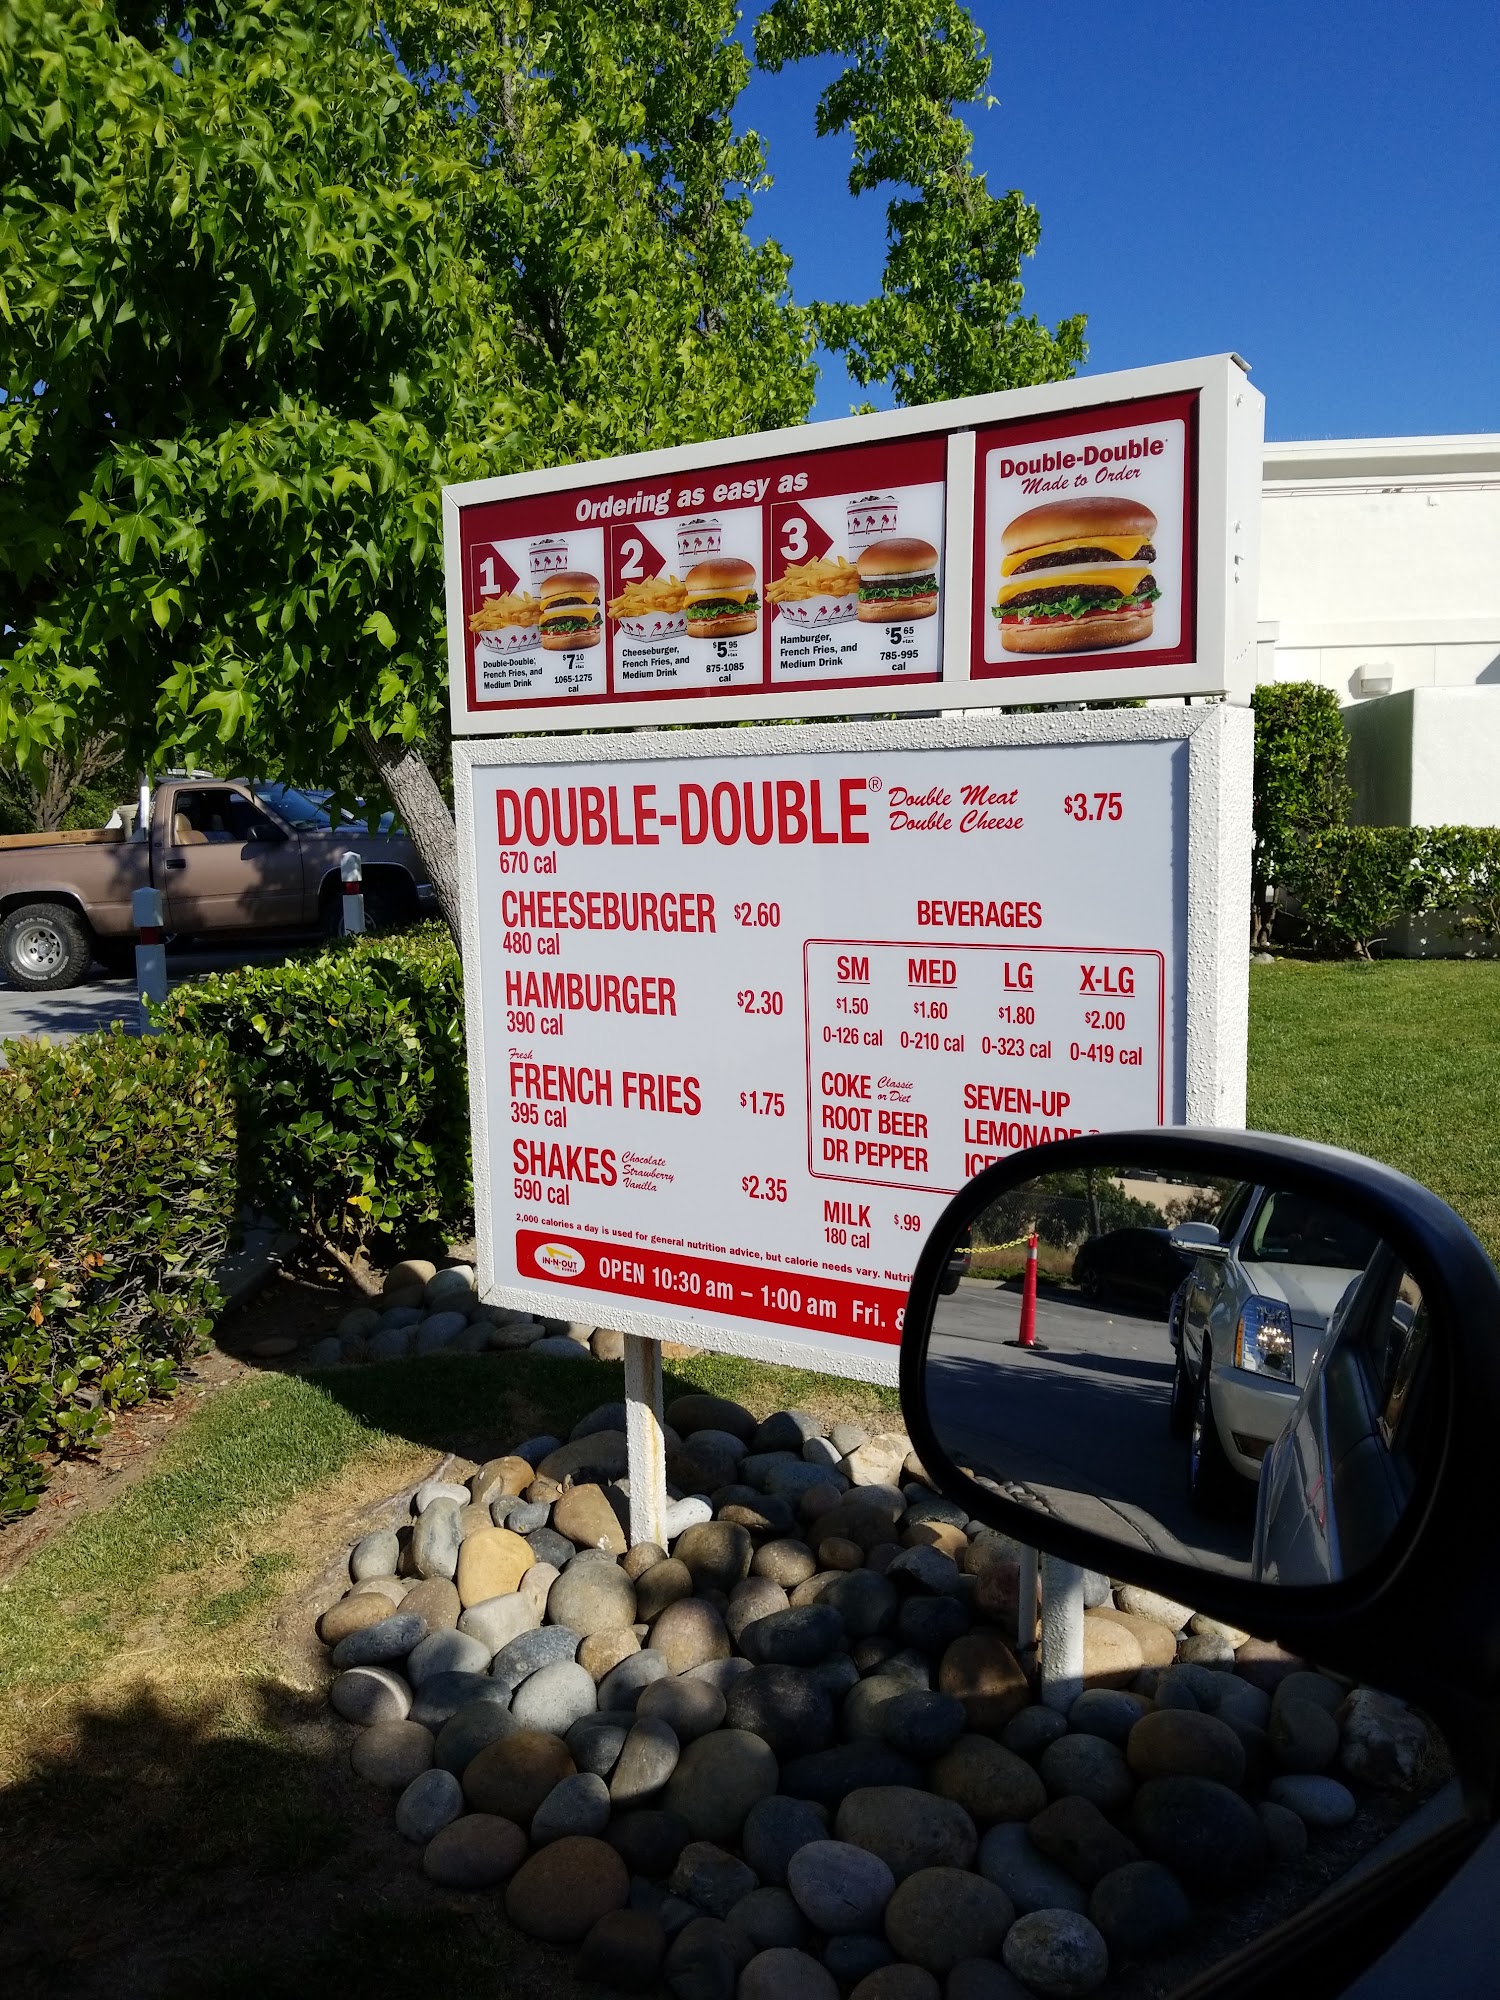 Ordering as easy as
1
Double-Double,
French Fries, and
Medium Drink
$7.10
+tax
1065-1275
cal
2
Cheeseburger,
French Fries, and
Medium Drink
$5.95
+tax
875-1085
cal
3
Hamburger,
French Fries, and
Medium Drink
$5.65
+tax
785-995
cal
Double-Double®
Made to Order
DOUBLE-DOUBLE® Double Meat
Double Cheese
$3.75
670 cal
CHEESEBURGER $2.60
480 cal
HAMBURGER $2.30
390 cal
Fresh
FRENCH FRIES $1.75
395 cal
SHAKES Chocolate
Strawberry
Vanilla
$2.35
590 cal
BEVERAGES
SM MED LG X-LG
$1.50 $1.60 $1.80 $2.00
0-126 cal 0-210 cal 0-323 cal 0-419 cal
COKE Classic
or Diet
ROOT BEER
DR PEPPER
SEVEN-UP
LEMONADE
MILK $.99
180 cal
2,000 calories a day is used for general nutrition advice, but calorie needs vary.
IN-N-OUT
BURGER
OPEN 10:30 am – 1:00 am Fri. &